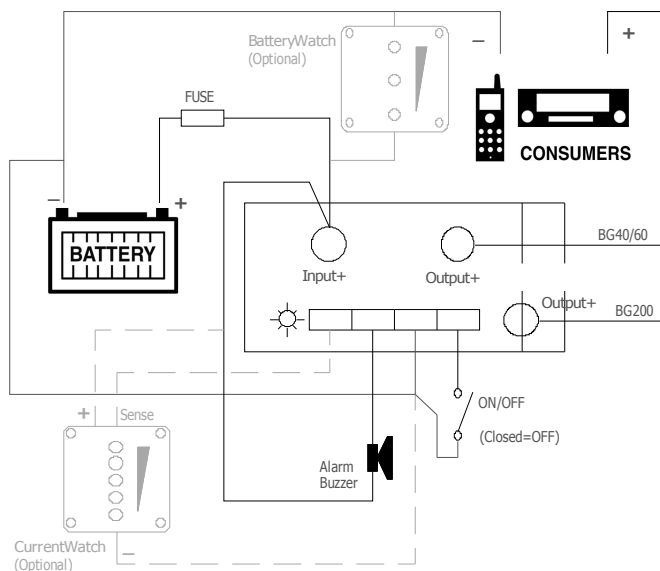 BatteryWatch
(Optional)
−
+
FUSE
CONSUMERS
−
+
BATTERY
BG40/60
Input+
Output+
Output+
BG200
+
Sense
ON/OFF
(Closed=OFF)
Alarm
Buzzer
CurrentWatch
(Optional)
−